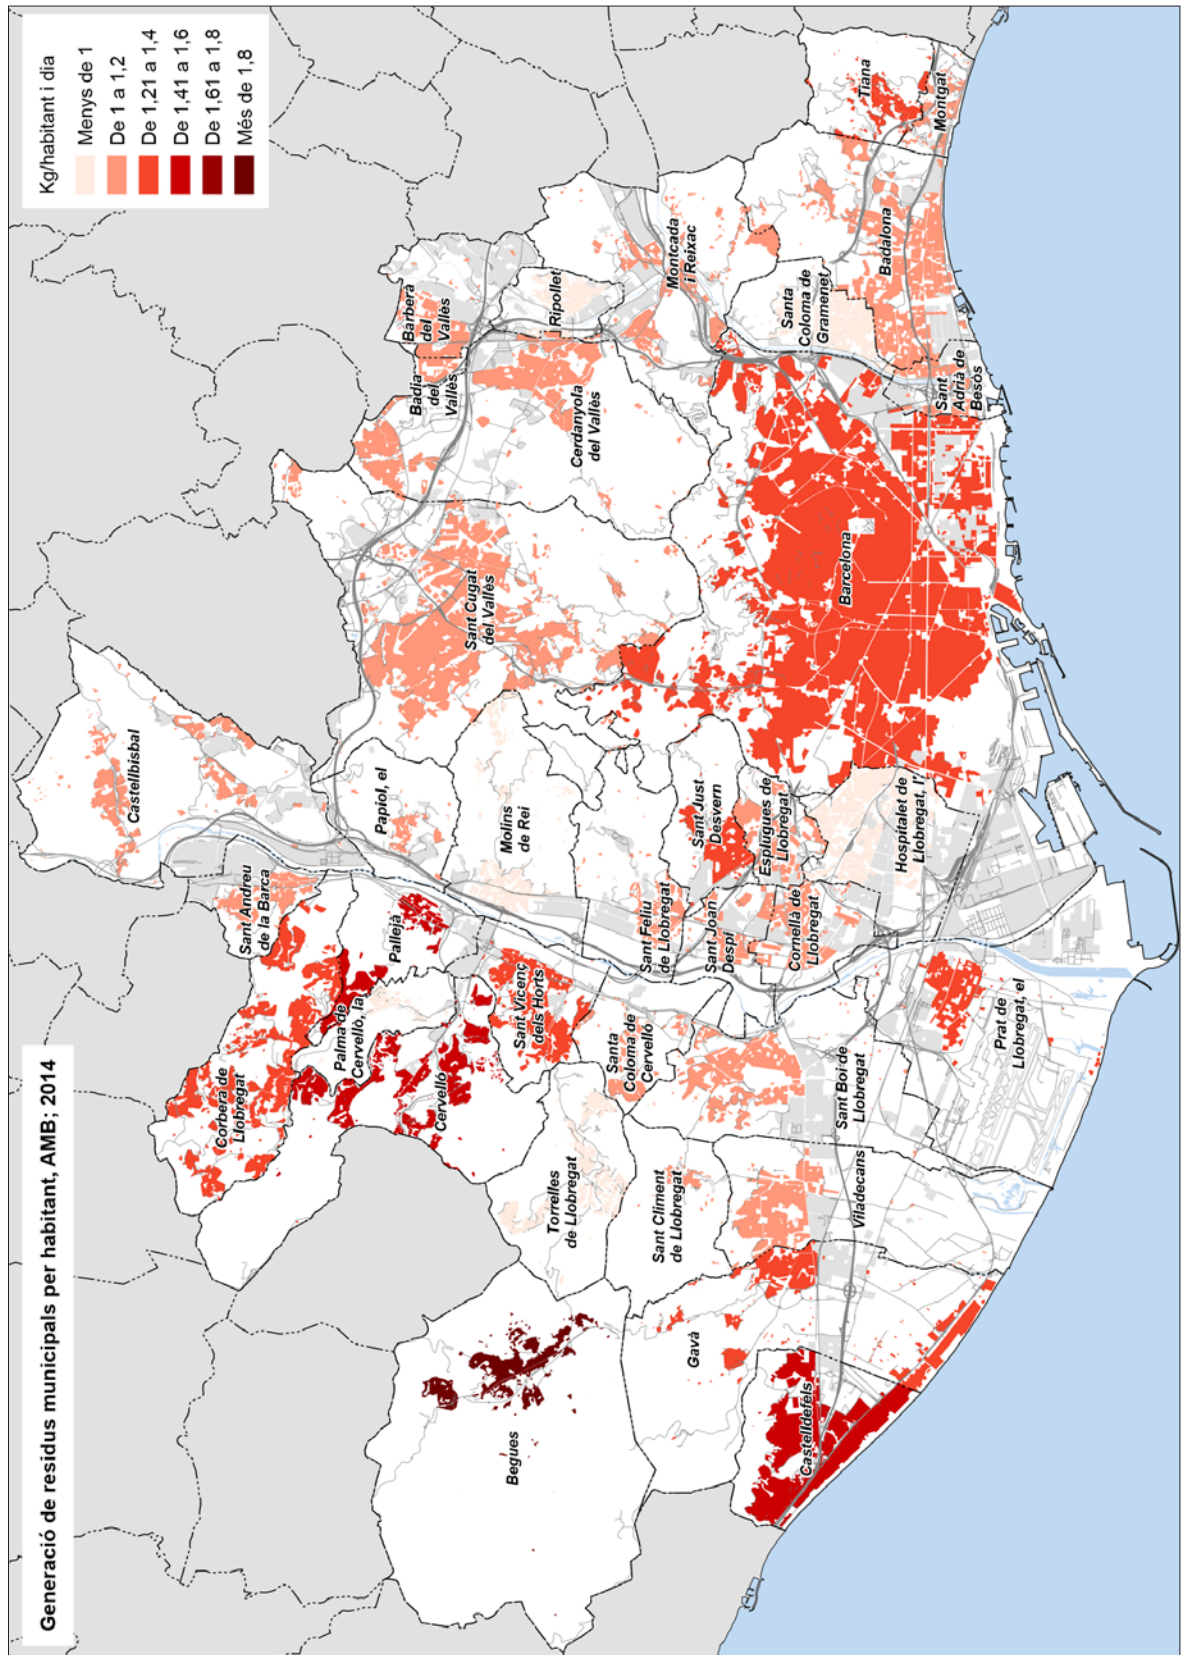 Generació de residus municipals per habitant, AMB; 2014
Kg/habitant i dia
Menys de 1
De 1 a 1,2
De 1,21 a 1,4
De 1,41 a 1,6
De 1,61 a 1,8
Més de 1,8
Castellbisbal
Sant Andreu
de la Barca
Corbera de
Llobregat
Palma de
Cervelló, la
Pallejà
Papiol, el
Cervelló
Sant Vicenç
dels Horts
Molins
de Rei
Sant Cugat
del Vallès
Badia
del
Vallès
Barberà
del
Vallès
Ripollet
Cerdanyola
del Vallès
Montcada
i Reixac
Begues
Torrelles
de Llobregat
Santa
Coloma de
Cervelló
Sant Climent
de Llobregat
Sant Feliu
de Llobregat
Sant Joan
Despí
Sant Just
Desvern
Esplugues de
Llobregat
Cornellà de
Llobregat
Hospitalet de
Llobregat, L'
Barcelona
Santa
Coloma de
Gramenet
Sant
Adrià de
Besòs
Badalona
Tiana
Montgat
Gavà
Castelldefels
Viladecans
Sant Boi de
Llobregat
Prat de
Llobregat, el